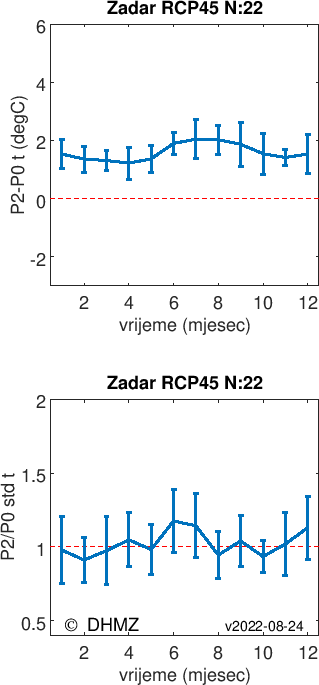 Zadar RCP45 N:22
6
4
2
0
-2
P2-P0 t (degC)
2 4 6 8 10 12
vrijeme (mjesec)
Zadar RCP45 N:22
2
1.5
1
0.5
P2/P0 std t
© DHMZ v2022-08-24
2 4 6 8 10 12
vrijeme (mjesec)